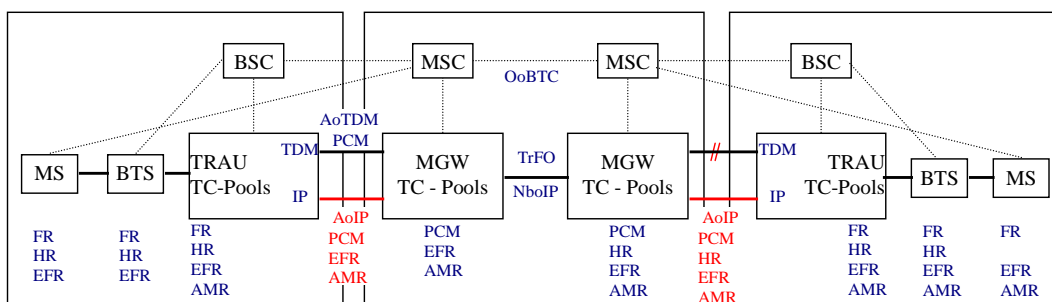 BSC
MSC
MSC
BSC
OoBTC
AoTDM
PCM
MS
BTS
TRAU
TC-Pools
TDM
IP
MGW
TC - Pools
TrFO
NboIP
MGW
TC - Pools
//
TDM
IP
TRAU
TC-Pools
BTS
MS
FR
HR
EFR
FR
HR
EFR
FR
HR
EFR
AMR
AoIP
PCM
EFR
AMR
PCM
EFR
AMR
PCM
HR
EFR
AMR
AoIP
PCM
HR
EFR
AMR
FR
HR
EFR
AMR
FR
HR
EFR
AMR
FR
EFR
AMR